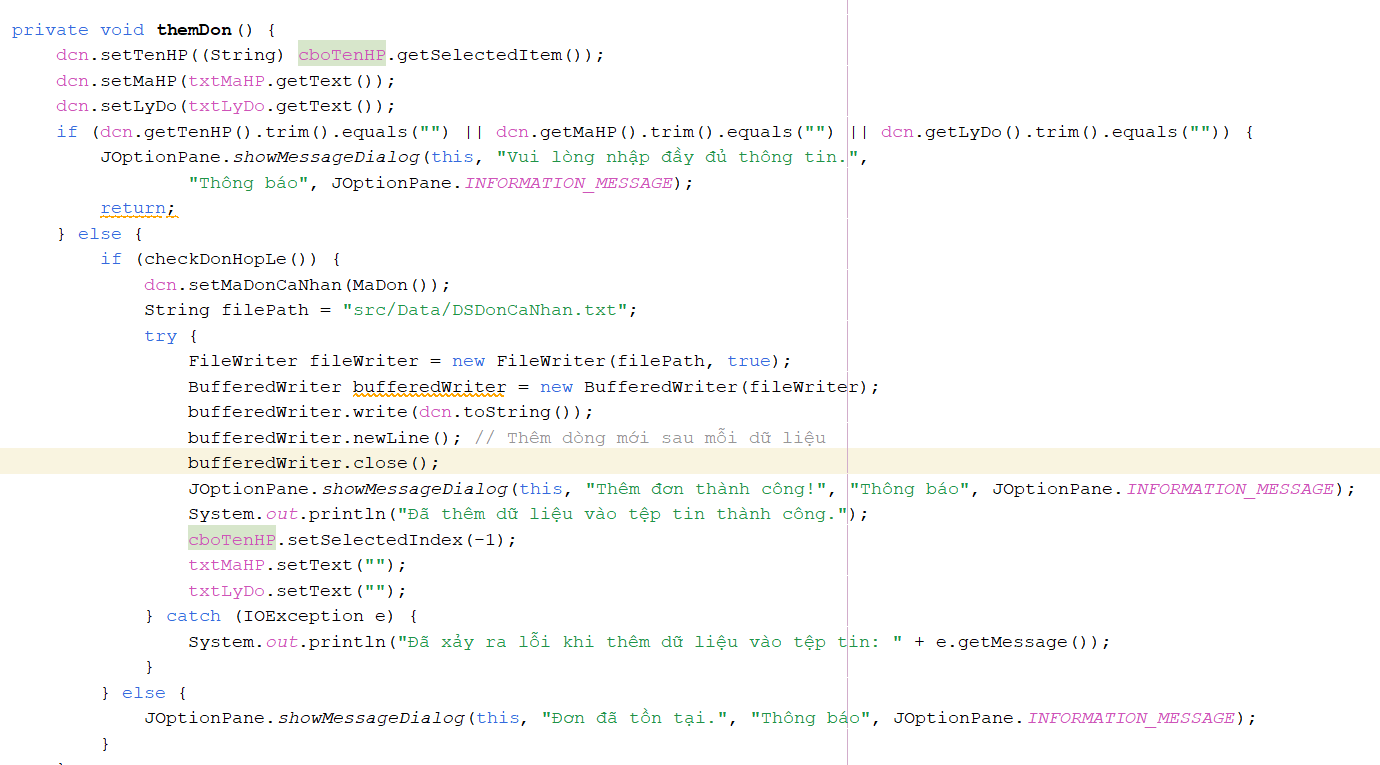 private void themDon() {
    dcn.setTenHP((String) cboTenHP.getSelectedItem());
    dcn.setMaHP(txtMaHP.getText());
    dcn.setLyDo(txtLyDo.getText());
    if (dcn.getTenHP().trim().equals("") || dcn.getMaHP().trim().equals("") || dcn.getLyDo().trim().equals("")) {
        JOptionPane.showMessageDialog(this, "Vui lòng nhập đầy đủ thông tin.",
                "Thông báo", JOptionPane.INFORMATION_MESSAGE);
        return;
    } else {
        if (checkDonHopLe()) {
            dcn.setMaDonCaNhan(MaDon());
            String filePath = "src/Data/DSDonCaNhan.txt";
            try {
                FileWriter fileWriter = new FileWriter(filePath, true);
                BufferedWriter bufferedWriter = new BufferedWriter(fileWriter);
                bufferedWriter.write(dcn.toString());
                bufferedWriter.newLine(); // Thêm dòng mới sau mỗi dữ liệu
                bufferedWriter.close();
                JOptionPane.showMessageDialog(this, "Thêm đơn thành công!", "Thông báo", JOptionPane.INFORMATION_MESSAGE);
                System.out.println("Đã thêm dữ liệu vào tệp tin thành công.");
                cboTenHP.setSelectedIndex(-1);
                txtMaHP.setText("");
                txtLyDo.setText("");
            } catch (IOException e) {
                System.out.println("Đã xảy ra lỗi khi thêm dữ liệu vào tệp tin: " + e.getMessage());
            }
        } else {
            JOptionPane.showMessageDialog(this, "Đơn đã tồn tại.", "Thông báo", JOptionPane.INFORMATION_MESSAGE);
        }